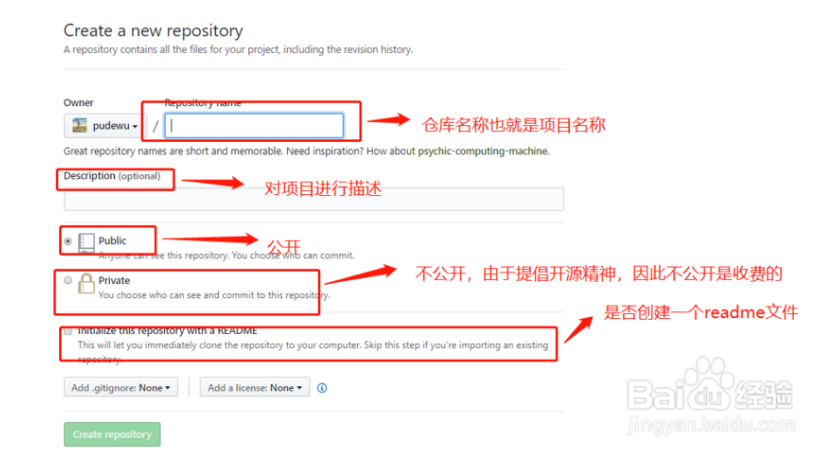 Create a new repository
A repository contains all the files for your project, including the revision history.
Owner
Repository name
pudewu
/
仓库名称也就是项目名称
Great repository names are short and memorable. Need inspiration? How about psychic-computing-machine.
Description (optional)
对项目进行描述
Public
公开
Anyone can see this repository. You choose who can commit.
Private
不公开，由于提倡开源精神，因此不公开是收费的
You choose who can see and commit to this repository.
是否创建一个readme文件
Initialize this repository with a README
This will let you immediately clone the repository to your computer. Skip this step if you're importing an existing
repository.
Add .gitignore: None
Add a license: None
Create repository
Baidu经验
jingyan.baidu.com